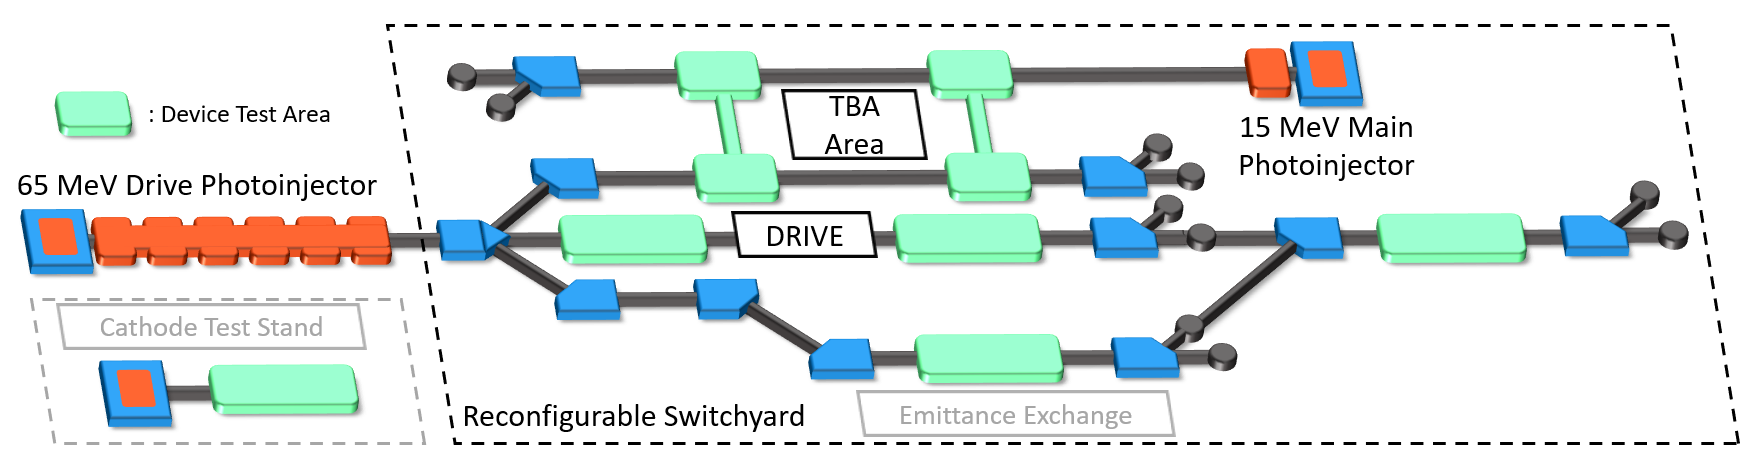 : Device Test Area
TBA
Area
15 MeV Main
Photoinjector
65 MeV Drive Photoinjector
DRIVE
Cathode Test Stand
Reconfigurable Switchyard
Emittance Exchange